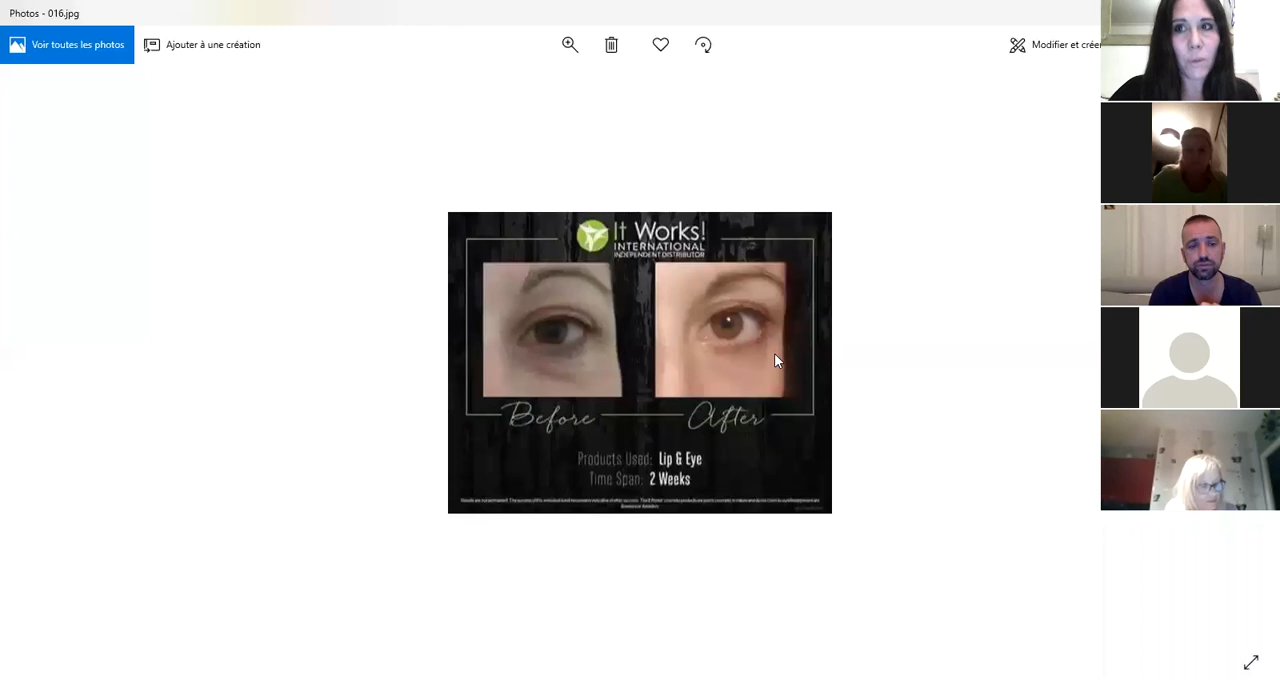 Photos - 016.jpg
Voir toutes les photos
Ajouter à une création
Modifier et créer
It Works!
INTERNATIONAL
INDEPENDENT DISTRIBUTOR
Before
After
Products Used: Lip & Eye
Time Span: 2 Weeks